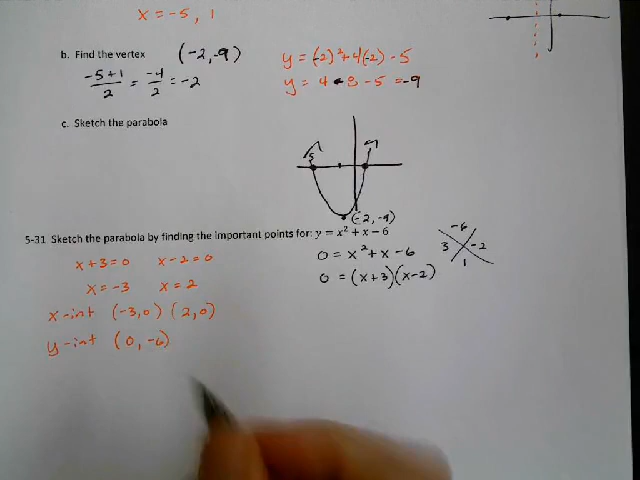 x = -5, 1
b. Find the vertex (-2, -9)
-5+1/2 = -4/2 = -2
y = (-2)² + 4(-2) - 5
y = 4 - 8 - 5 = -9
c. Sketch the parabola
(-2, -9)
5-31 Sketch the parabola by finding the important points for: y = x² + x - 6
x+3=0 x-2=0
x = -3 x = 2
x-int (-3,0) (2,0)
y-int (0, -6)
0 = x² + x - 6
0 = (x+3)(x-2)
-6
3 -2
1